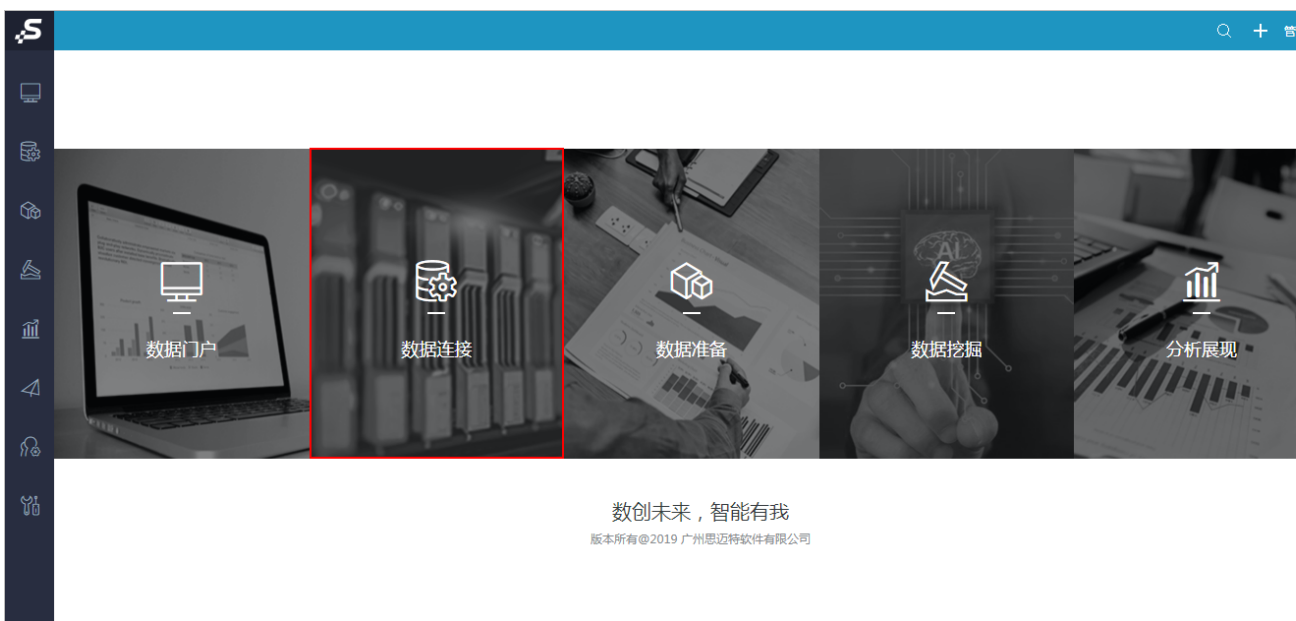 管
数据门户
数据连接
数据准备
AI
数据挖掘
分析展现
数创未来，智能有我
版本所有@2019 广州思迈特软件有限公司